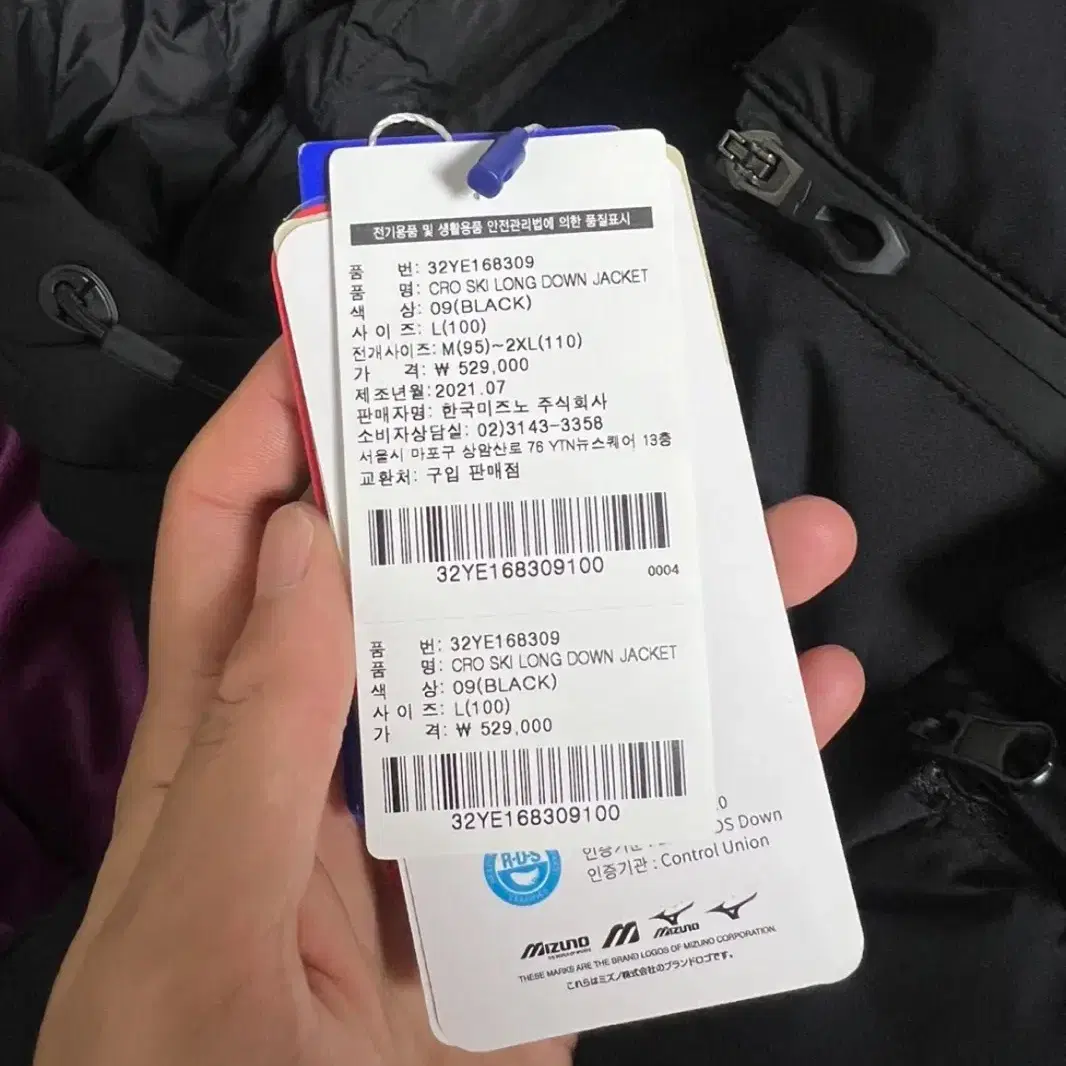 전기용품 및 생활용품 안전관리법에 의한 품질표시
품 번: 32YE168309
품 명: CRO SKI LONG DOWN JACKET
색 상: 09(BLACK)
사 이 즈: L(100)
전개사이즈: M(95)~2XL(110)
가 격: ₩ 529,000
제조년월: 2021.07
판매자명: 한국미즈노 주식회사
소비자상담실: 02)3143-3358
서울시 마포구 상암산로 76 YTN뉴스퀘어 13층
교환처: 구입 판매점
32YE168309100 0004
품 번: 32YE168309
품 명: CRO SKI LONG DOWN JACKET
색 상: 09(BLACK)
사 이 즈: L(100)
가 격: ₩ 529,000
32YE168309100
Down
인증기관 : Control Union
R·D·S
MIZUNO MIZUNO
THESE MARKS ARE THE BRAND LOGOS OF MIZUNO CORPORATION.
これらはミズノ株式会社のブランドロゴです。